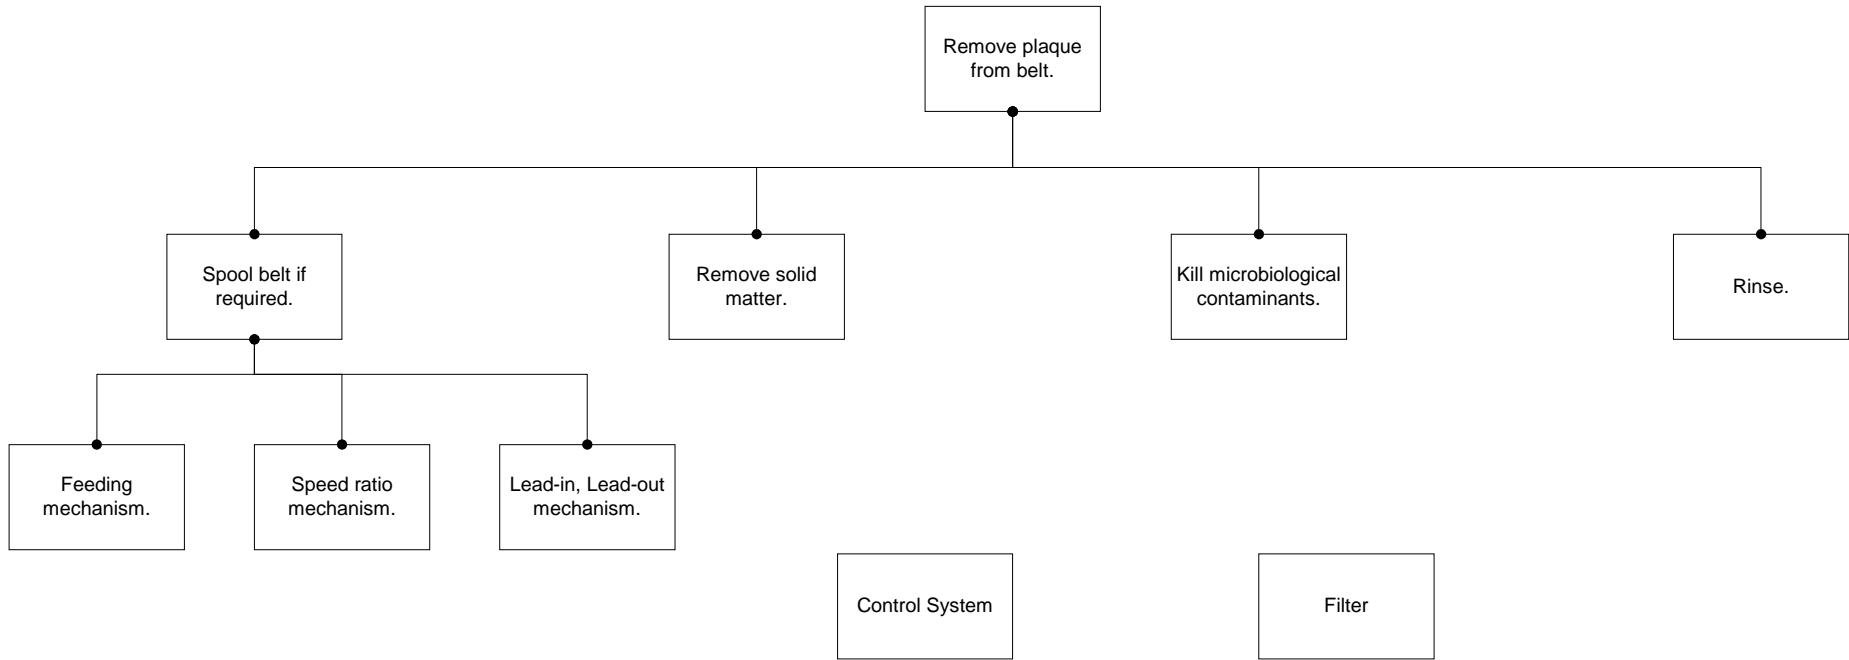 Remove plaque
from belt.
Spool belt if
required.
Remove solid
matter.
Kill microbiological
contaminants.
Rinse.
Feeding
mechanism.
Speed ratio
mechanism.
Lead-in, Lead-out
mechanism.
Control System
Filter